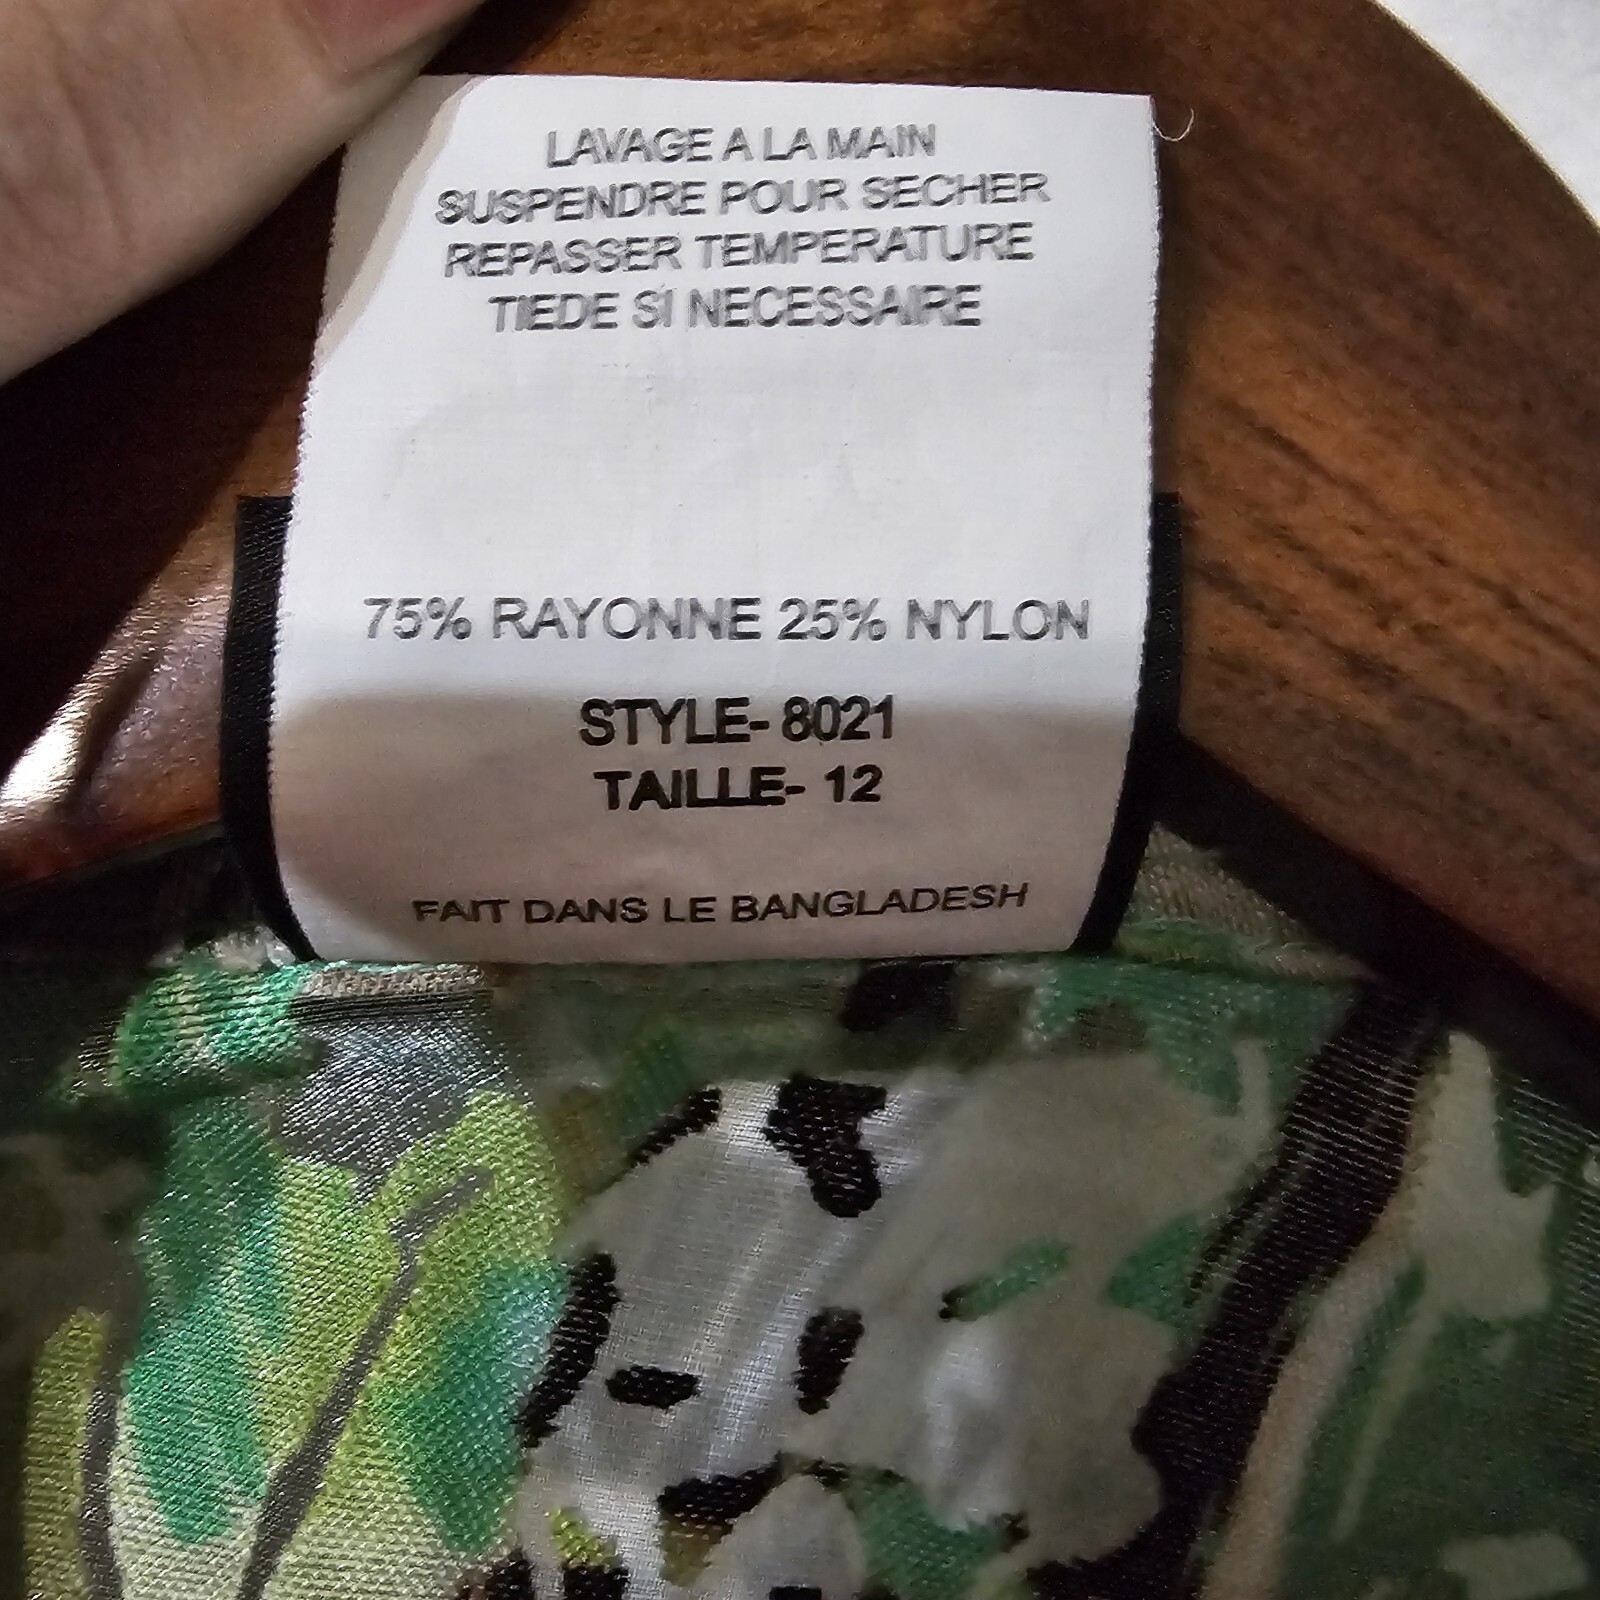 LAVAGE A LA MAIN
SUSPENDRE POUR SECHER
REPASSER TEMPERATURE
TIEDE SI NECESSAIRE
75% RAYONNE 25% NYLON
STYLE- 8021
TAILLE- 12
FAIT DANS LE BANGLADESH